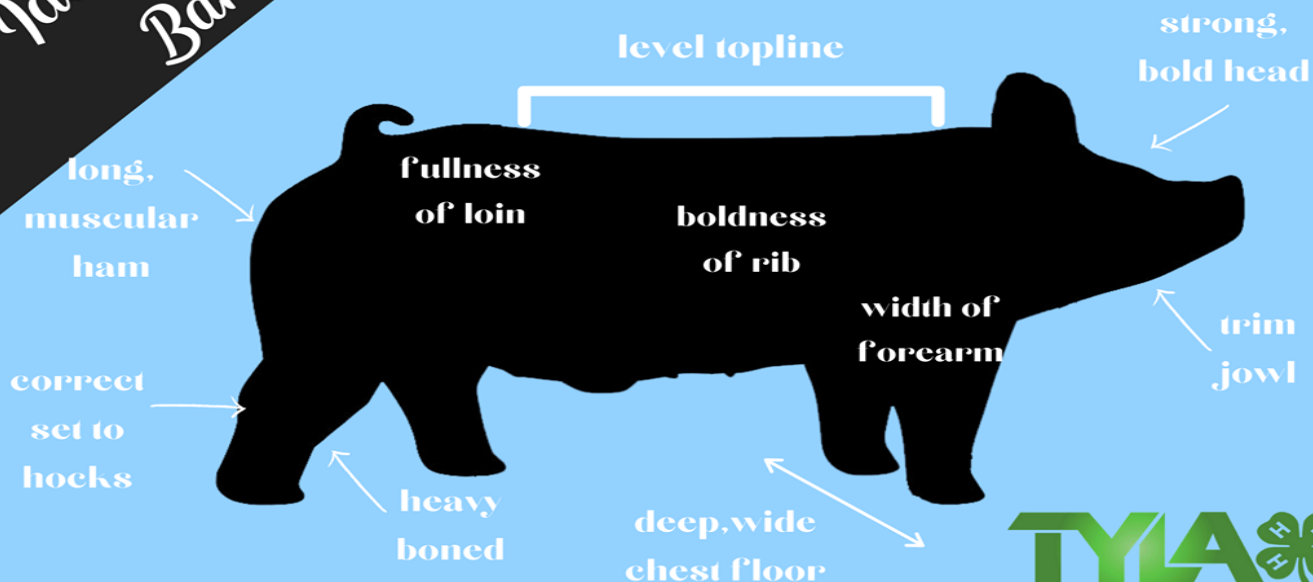 level topline
strong,
bold head
long,
muscular
ham
fullness
of loin
boldness
of rib
width of
forearm
trim
jowl
correct
set to
hocks
heavy
boned
deep,wide
chest floor
TYLA
H H
H